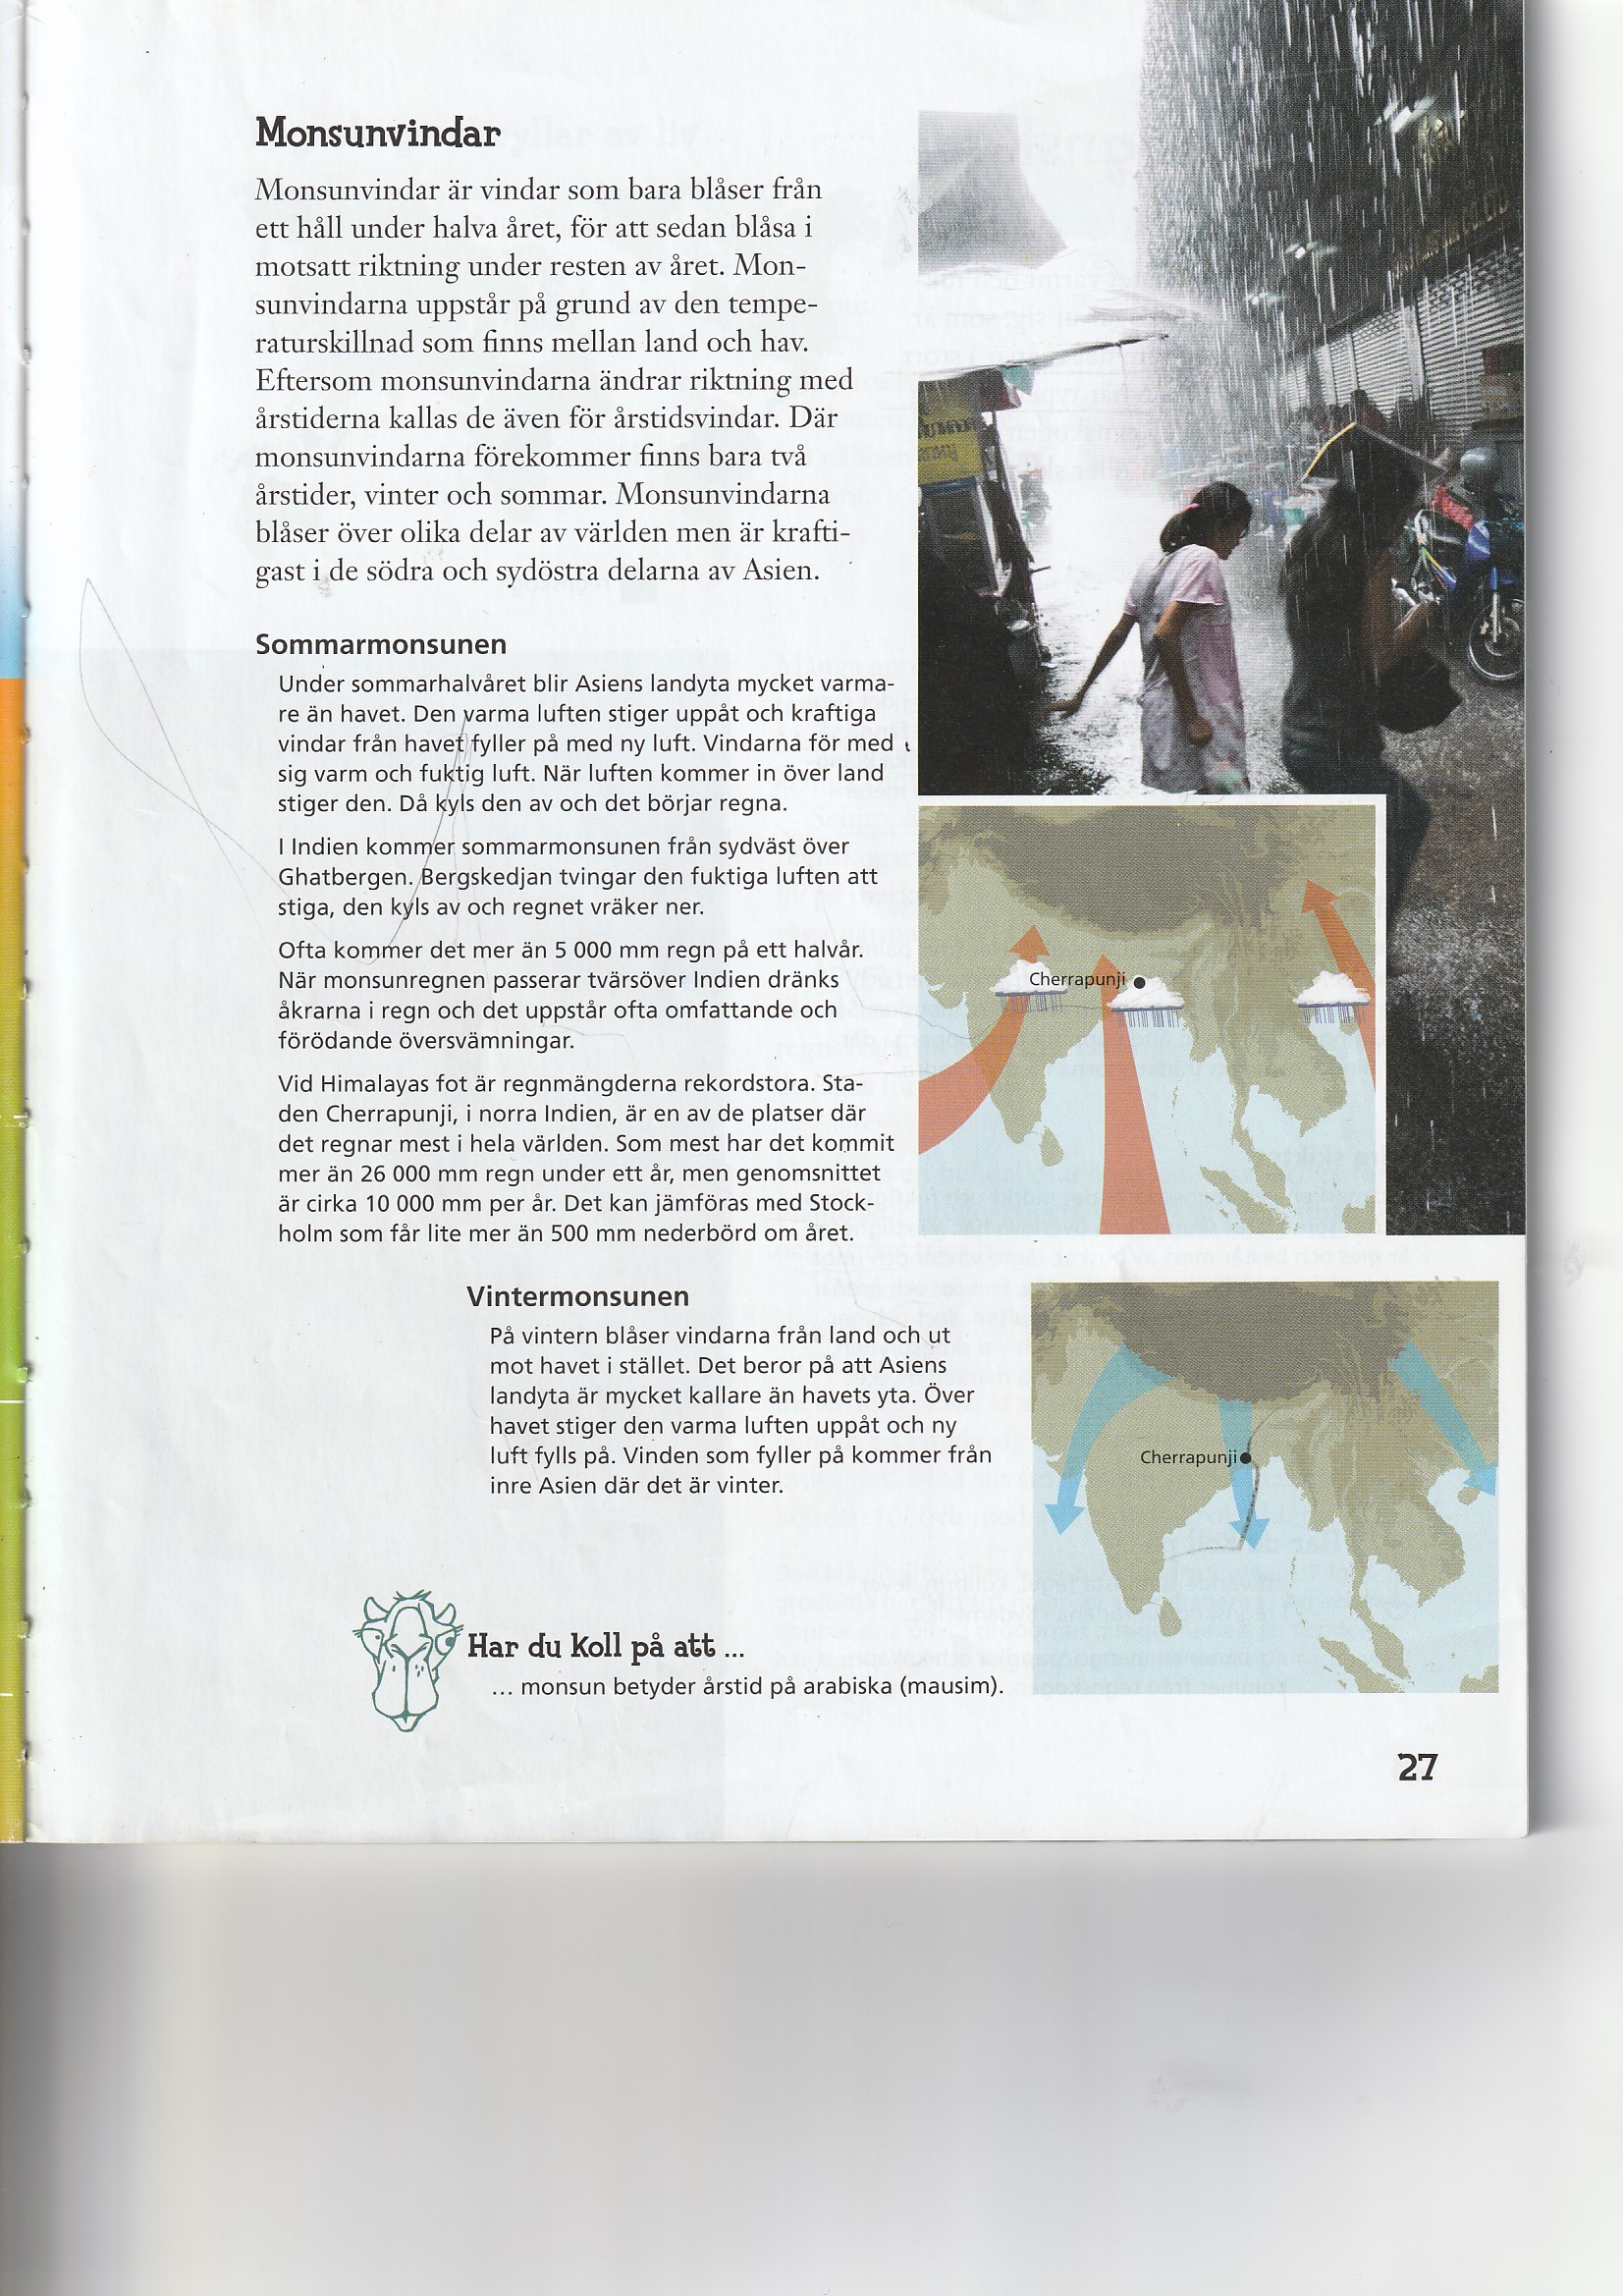 Monsunvindar
Monsunvindar är vindar som bara blåser från
ett håll under halva året, för att sedan blåsa i
motsatt riktning under resten av året. Mon-
sunvindarna uppstår på grund av den tempe-
raturskillnad som finns mellan land och hav.
Eftersom monsunvindarna ändrar riktning med
årstiderna kallas de även för årstidsvindar. Där
monsunvindarna förekommer finns bara två
årstider, vinter och sommar. Monsunvindarna
blåser över olika delar av världen men är krafti-
gast i de södra och sydöstra delarna av Asien.
Sommarmonsunen
Under sommarhalvåret blir Asiens landyta mycket varma-
re än havet. Den varma luften stiger uppåt och kraftiga
vindar från havet fyller på med ny luft. Vindarna för med
sig varm och fuktig luft. När luften kommer in över land
stiger den. Då kyls den av och det börjar regna.
I Indien kommer sommarmonsunen från sydväst över
Ghatbergen. Bergskedjan tvingar den fuktiga luften att
stiga, den kyls av och regnet vräker ner.
Ofta kommer det mer än 5 000 mm regn på ett halvår.
När monsunregnen passerar tvärsöver Indien dränks
åkrarna i regn och det uppstår ofta omfattande och
förödande översvämningar.
Vid Himalayas fot är regnmängderna rekordstora. Sta-
den Cherrapunji, i norra Indien, är en av de platser där
det regnar mest i hela världen. Som mest har det kommit
mer än 26 000 mm regn under ett år, men genomsnittet
är cirka 10 000 mm per år. Det kan jämföras med Stock-
holm som får lite mer än 500 mm nederbörd om året.
Cherrapunji
Vintermonsunen
På vintern blåser vindarna från land och ut
mot havet i stället. Det beror på att Asiens
landyta är mycket kallare än havets yta. Över
havet stiger den varma luften uppåt och ny
luft fylls på. Vinden som fyller på kommer från
inre Asien där det är vinter.
Cherrapunji
Har du koll på att ...
... monsun betyder årstid på arabiska (mausim).
27